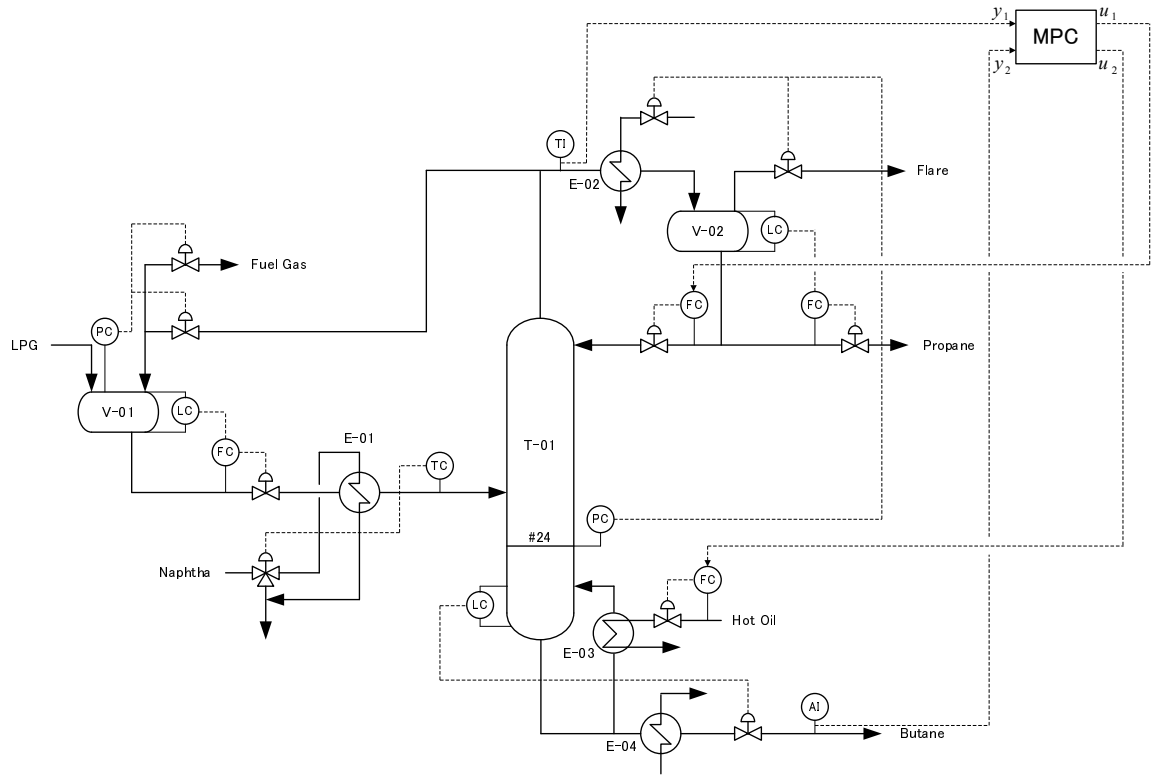 y1
MPC
u1
y2
u2
TI
E-02
Flare
V-02
LC
Fuel Gas
FC
FC
PC
LPG
Propane
V-01
LC
E-01
T-01
FC
TC
PC
#24
Naphtha
FC
LC
Hot Oil
E-03
AI
E-04
Butane